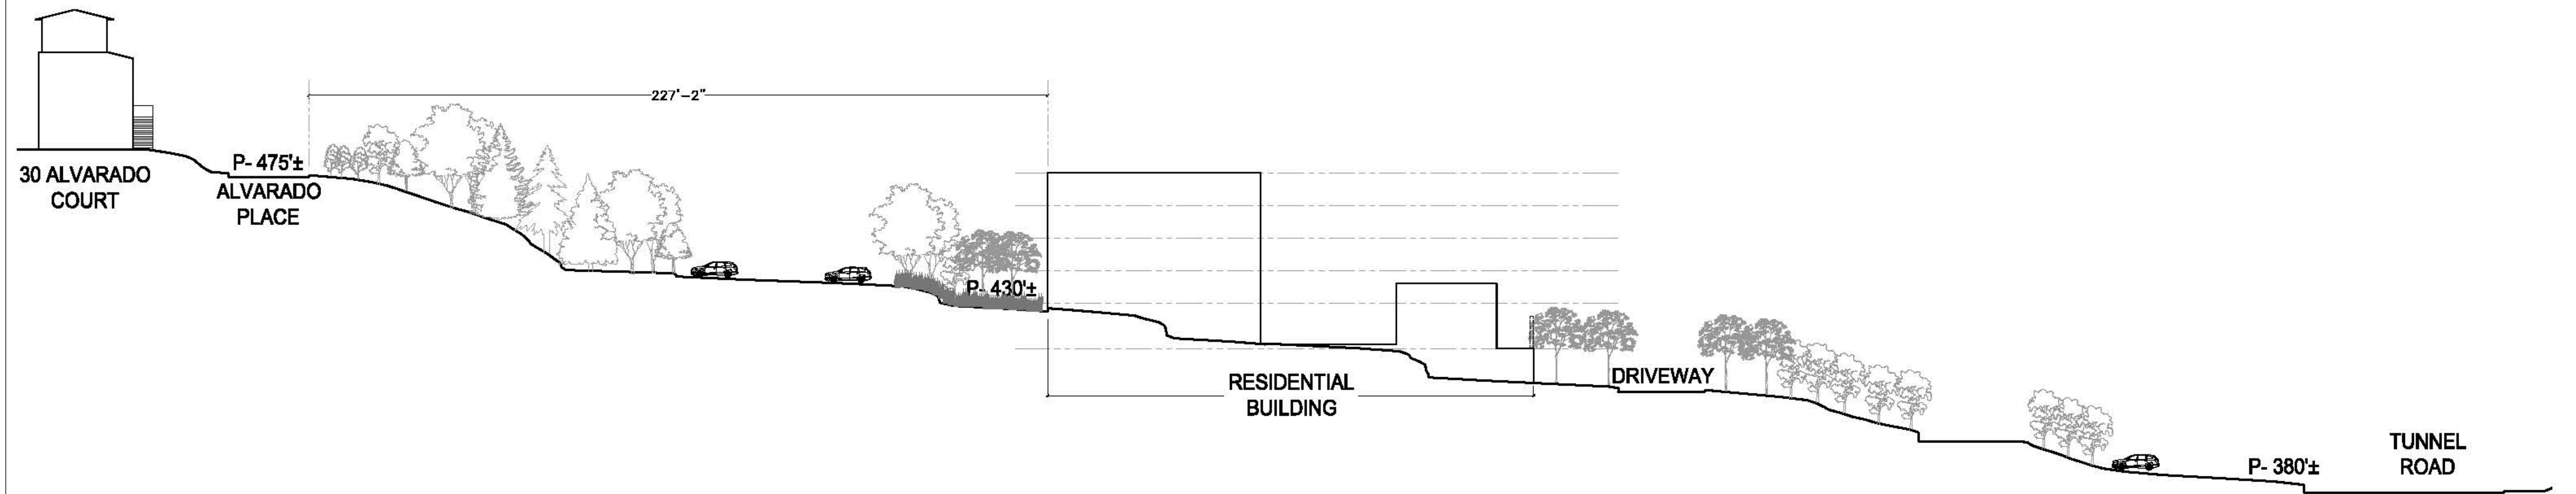 227'-2"
30 ALVARADO
COURT
P- 475'±
ALVARADO
PLACE
P- 430'±
RESIDENTIAL
BUILDING
DRIVEWAY
P- 380'±
TUNNEL
ROAD